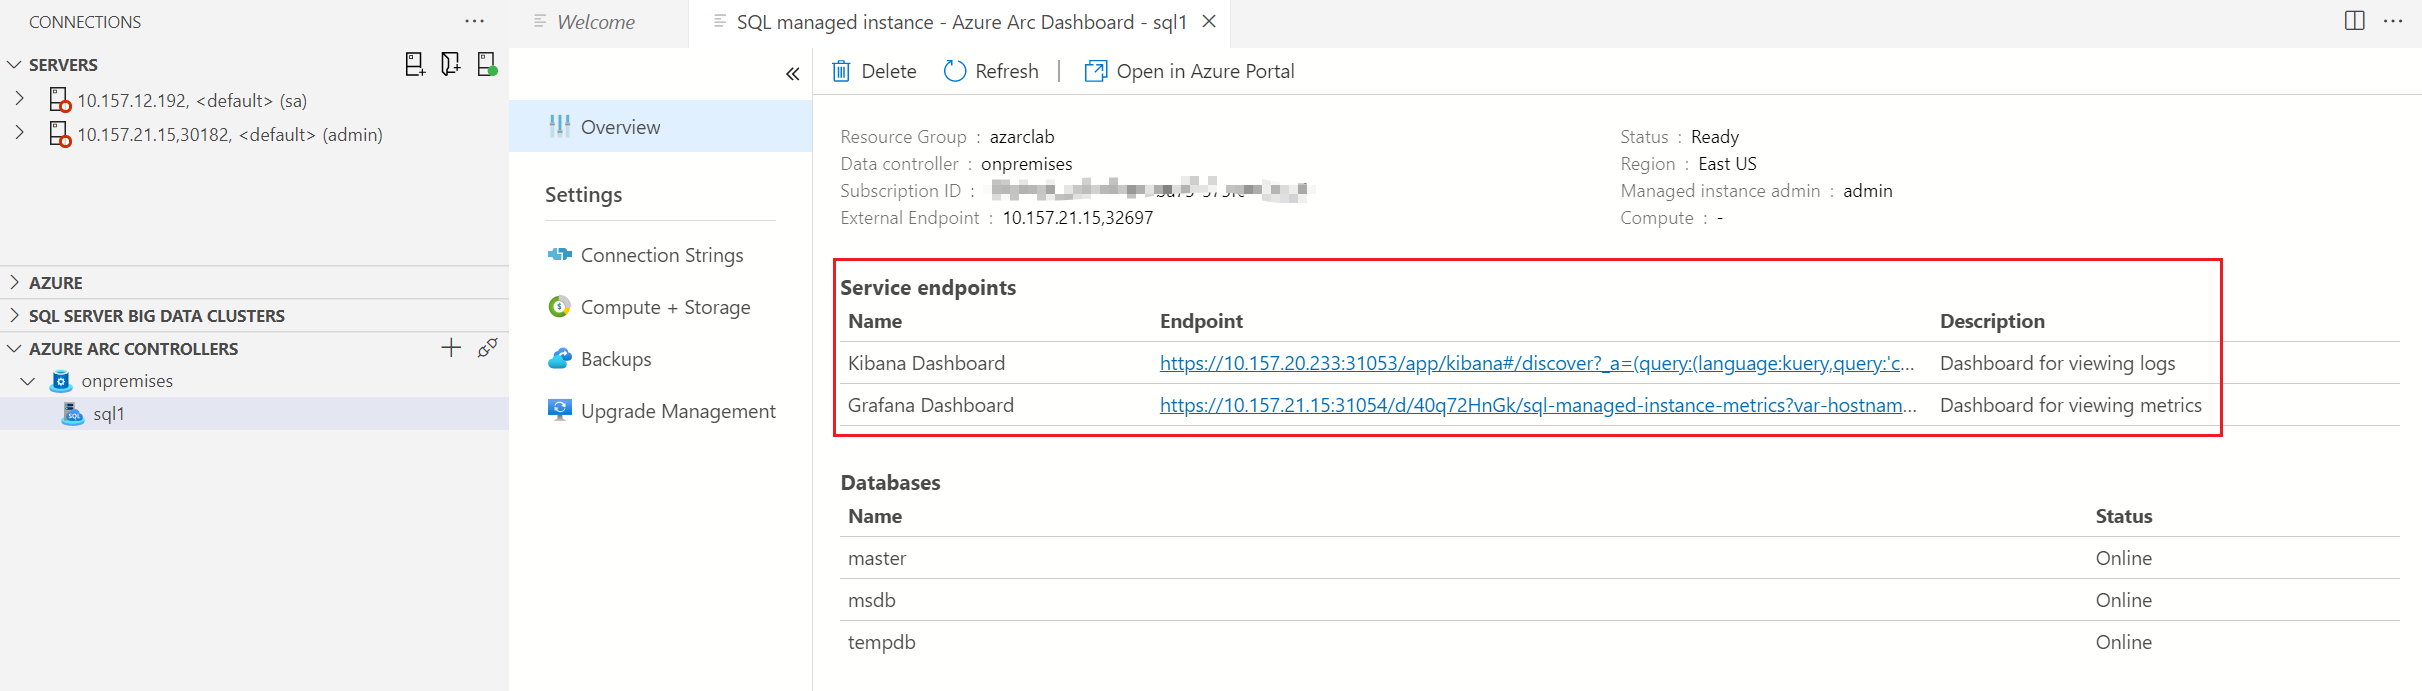 CONNECTIONS
SERVERS
10.157.12.192, <default> (sa)
10.157.21.15,30182, <default> (admin)
AZURE
SQL SERVER BIG DATA CLUSTERS
AZURE ARC CONTROLLERS
onpremises
sql1
Welcome
SQL managed instance - Azure Arc Dashboard - sql1
Overview
Settings
Connection Strings
Compute + Storage
Backups
Upgrade Management
Delete
Refresh
Open in Azure Portal
Resource Group : azarclab
Data controller : onpremises
Subscription ID :
External Endpoint : 10.157.21.15,32697
Status : Ready
Region : East US
Managed instance admin : admin
Compute : -
Service endpoints
Name Endpoint Description
Kibana Dashboard https://10.157.20.233:31053/app/kibana#/discover?_a=(query:(language:kuery,query:'c... Dashboard for viewing logs
Grafana Dashboard https://10.157.21.15:31054/d/40q72HnGk/sql-managed-instance-metrics?var-hostnam... Dashboard for viewing metrics
Databases
Name Status
master Online
msdb Online
tempdb Online